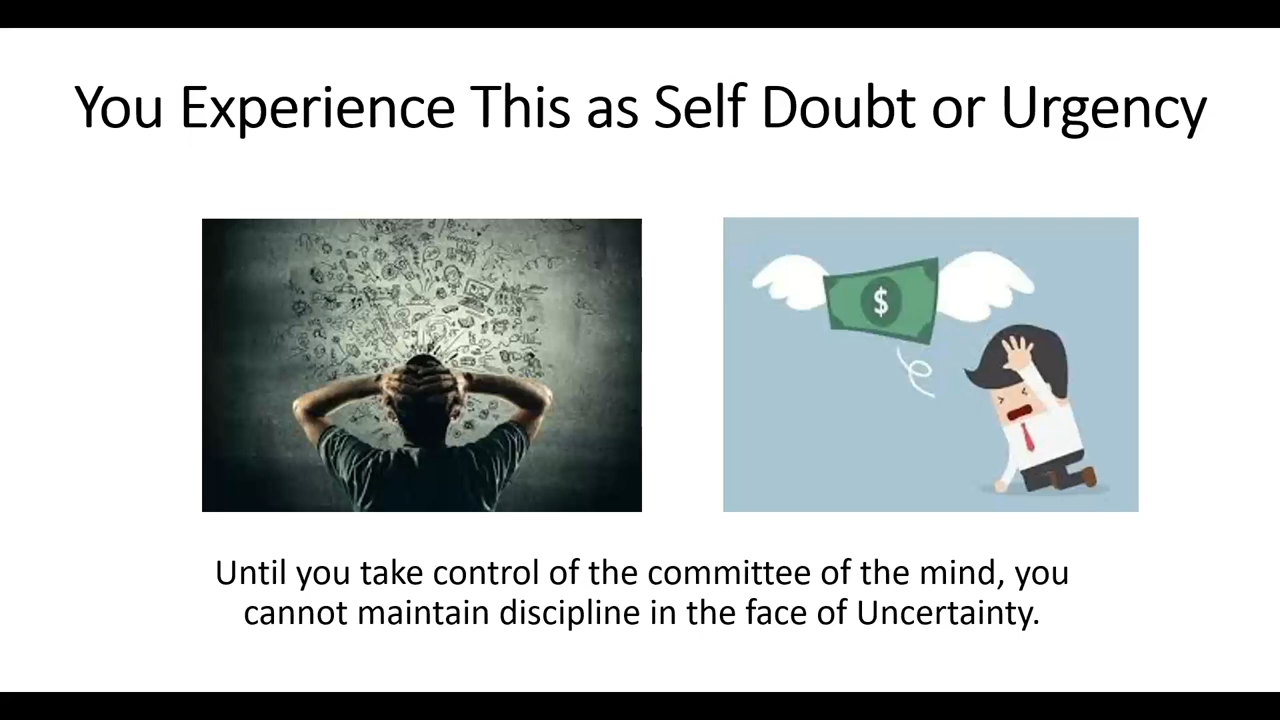 You Experience This as Self Doubt or Urgency
$
Until you take control of the committee of the mind, you
cannot maintain discipline in the face of Uncertainty.